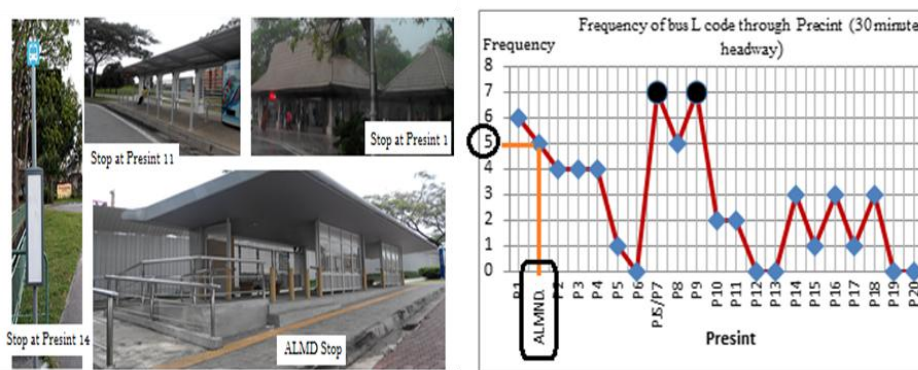 Stop at Presint 11
Stop at Presint 1
Stop at Presint 14
ALMD Stop
Frequency of bus L code through Precint (30 minute
headway)
Frequency
8
7
6
5
4
3
2
1
0
P1
ALMND.
P2
P3
P4
P5
P6
PJS/P7
P8
P9
P10
P11
P12
P13
P14
P15
P16
P17
P18
P19
P20
Presint